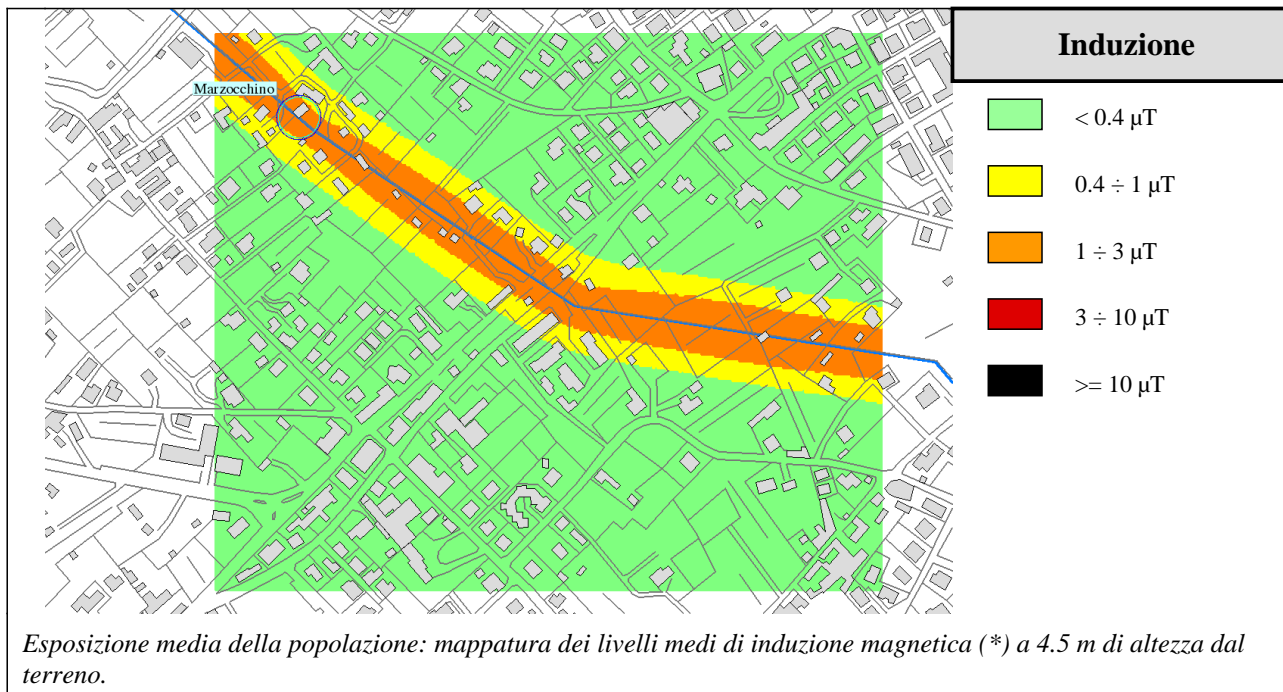 Induzione
Marzocchino
< 0.4 μT
0.4 ÷ 1 μT
1 ÷ 3 μT
3 ÷ 10 μT
>= 10 μT
Esposizione media della popolazione: mappatura dei livelli medi di induzione magnetica (*) a 4.5 m di altezza dal
terreno.